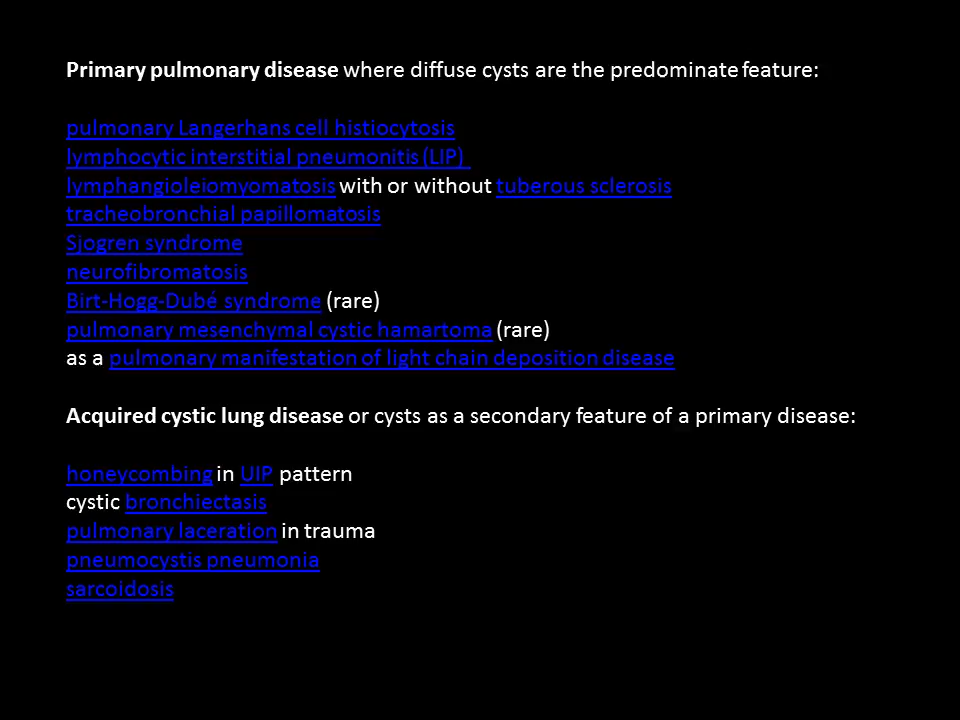 Primary pulmonary disease where diffuse cysts are the predominate feature:
pulmonary Langerhans cell histiocytosis
lymphocytic interstitial pneumonitis (LIP)
lymphangioleiomyomatosis with or without tuberous sclerosis
tracheobronchial papillomatosis
Sjogren syndrome
neurofibromatosis
Birt-Hogg-Dubé syndrome (rare)
pulmonary mesenchymal cystic hamartoma (rare)
as a pulmonary manifestation of light chain deposition disease
Acquired cystic lung disease or cysts as a secondary feature of a primary disease:
honeycombing in UIP pattern
cystic bronchiectasis
pulmonary laceration in trauma
pneumocystis pneumonia
sarcoidosis